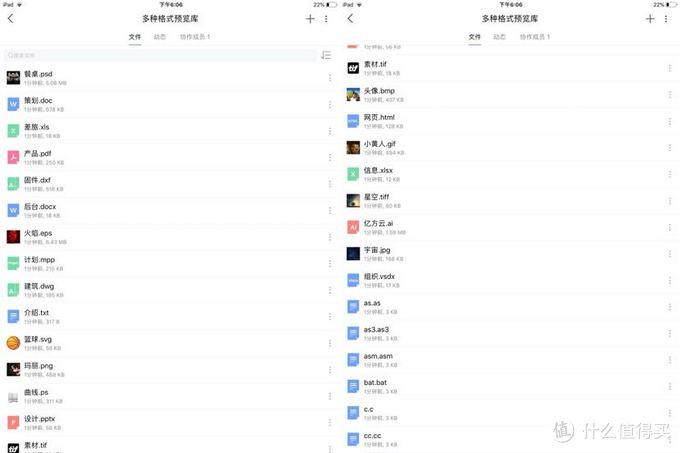 iPad
下午6:06
22%
多种格式预览库
文件
动态
协作成员 1
搜索文件
餐桌.psd
1分钟前, 5.08 MB
策划.doc
1分钟前, 678 KB
差旅.xls
1分钟前, 18 KB
产品.pdf
1分钟前, 250 KB
固件.dxf
1分钟前, 518 KB
后台.docx
1分钟前, 18 KB
火焰.eps
1分钟前, 6.43 MB
计划.mpp
1分钟前, 215 KB
建筑.dwg
1分钟前, 185 KB
介绍.txt
1分钟前, 317 B
篮球.svg
1分钟前, 56 KB
玛丽.png
1分钟前, 489 KB
曲线.ps
1分钟前, 44 KB
设计.pptx
1分钟前, 56 KB
素材.tif
iPad
下午6:06
22%
多种格式预览库
文件
动态
协作成员 1
1分钟前, 56 KB
素材.tif
1分钟前, 18 KB
头像.bmp
1分钟前, 407 KB
网页.html
1分钟前, 128 KB
小黄人.gif
1分钟前, 494 KB
信息.xlsx
1分钟前, 12 KB
星空.tiff
1分钟前, 60 KB
亿方云.ai
1分钟前, 1.59 MB
宇宙.jpg
1分钟前, 168 KB
组织.vsdx
1分钟前, 17 KB
as.as
1分钟前, 3 KB
as3.as3
1分钟前, 3 KB
asm.asm
1分钟前, 3 KB
bat.bat
1分钟前, 3 KB
c.c
1分钟前, 3 KB
cc.cc
1分钟前, 3 KB
值 什么值得买